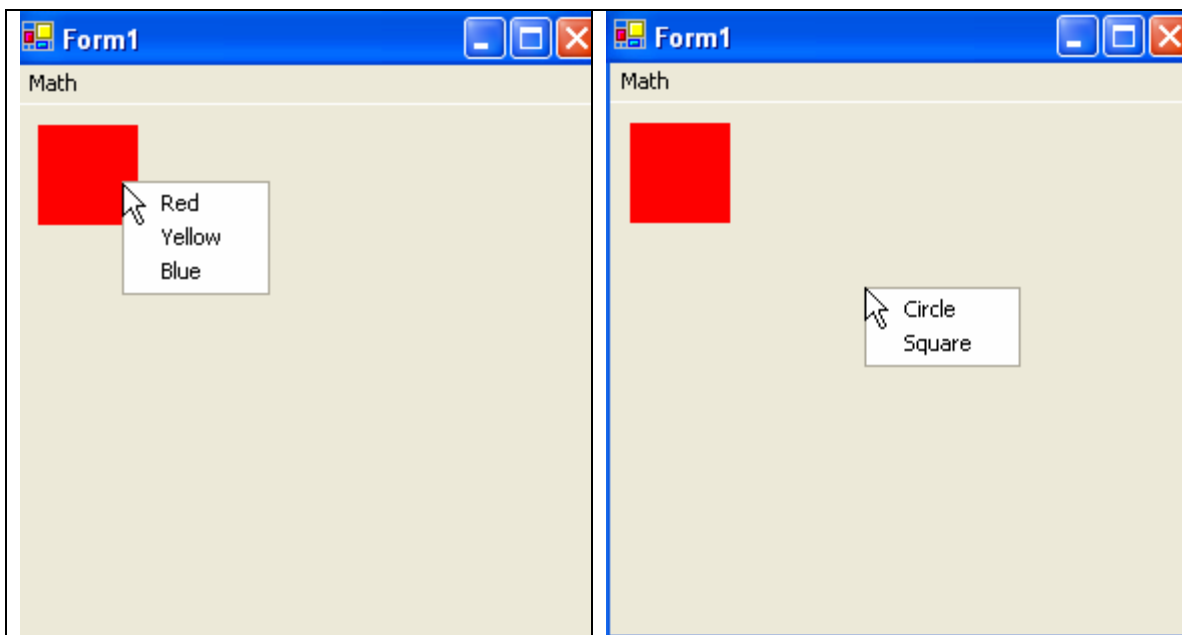 Form1
Math
Red
Yellow
Blue
Form1
Math
Circle
Square